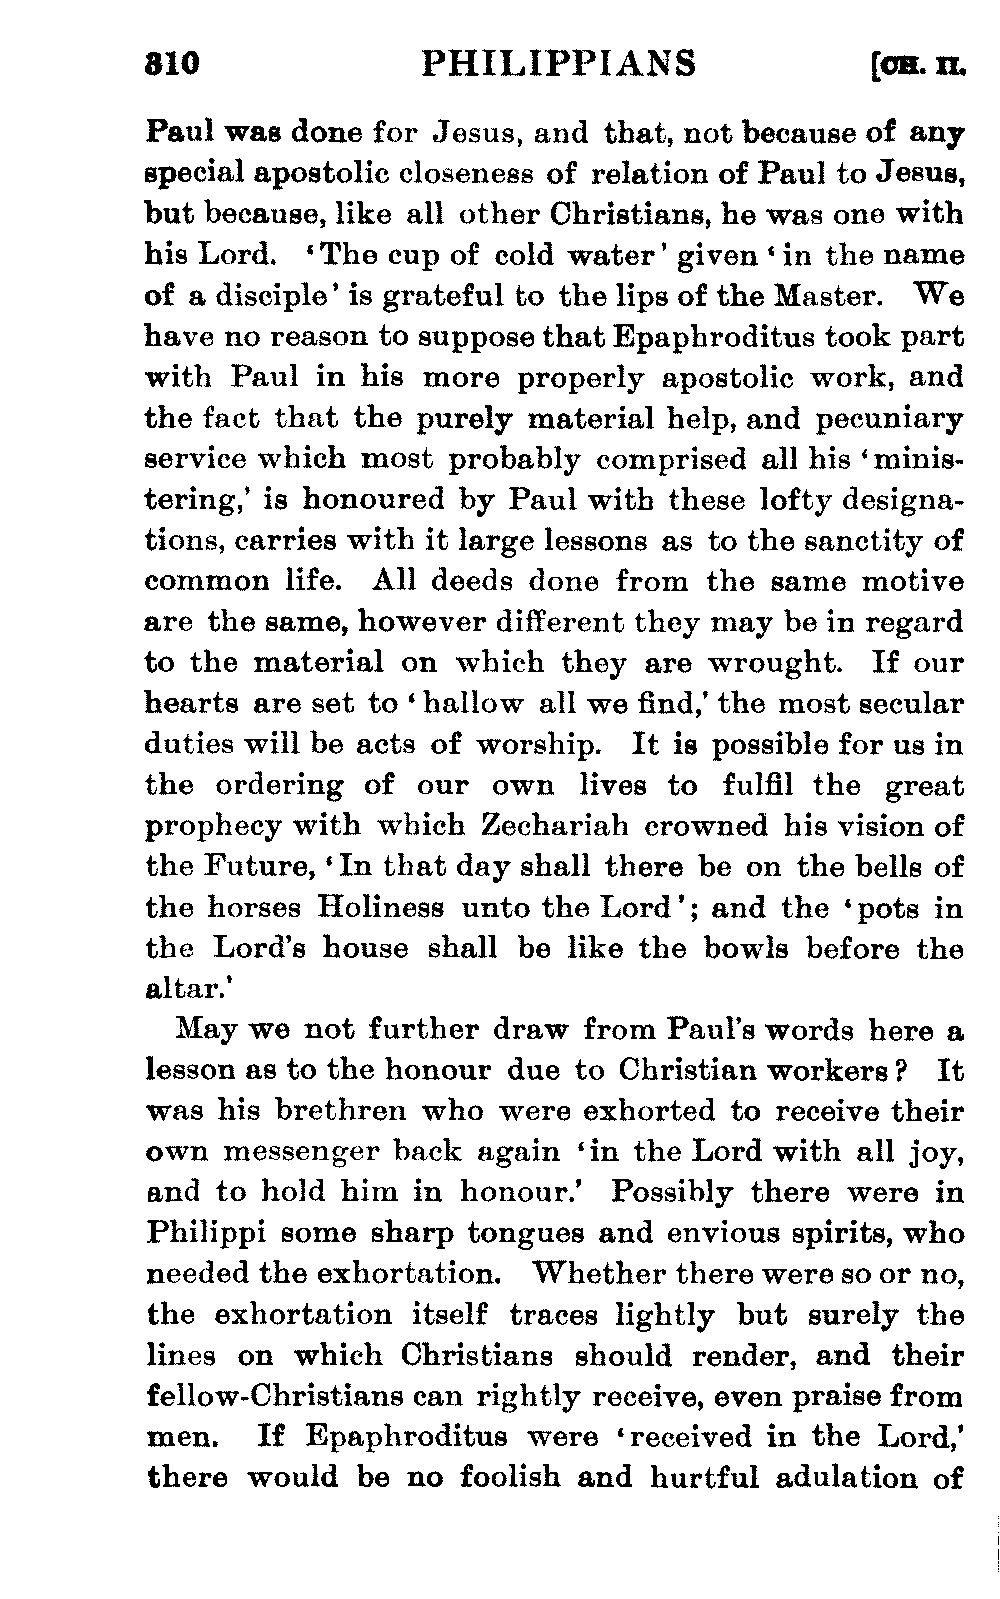 310 PHILIPPIANS [CH. II.
Paul was done for Jesus, and that, not because of any
special apostolic closeness of relation of Paul to Jesus,
but because, like all other Christians, he was one with
his Lord. ‘The cup of cold water’ given ‘in the name
of a disciple’ is grateful to the lips of the Master. We
have no reason to suppose that Epaphroditus took part
with Paul in his more properly apostolic work, and
the fact that the purely material help, and pecuniary
service which most probably comprised all his ‘minis-
tering,’ is honoured by Paul with these lofty designa-
tions, carries with it large lessons as to the sanctity of
common life. All deeds done from the same motive
are the same, however different they may be in regard
to the material on which they are wrought. If our
hearts are set to ‘hallow all we find,’ the most secular
duties will be acts of worship. It is possible for us in
the ordering of our own lives to fulfil the great
prophecy with which Zechariah crowned his vision of
the Future, ‘In that day shall there be on the bells of
the horses Holiness unto the Lord’; and the ‘pots in
the Lord’s house shall be like the bowls before the
altar.’
May we not further draw from Paul’s words here a
lesson as to the honour due to Christian workers? It
was his brethren who were exhorted to receive their
own messenger back again ‘in the Lord with all joy,
and to hold him in honour.’ Possibly there were in
Philippi some sharp tongues and envious spirits, who
needed the exhortation. Whether there were so or no,
the exhortation itself traces lightly but surely the
lines on which Christians should render, and their
fellow-Christians can rightly receive, even praise from
men. If Epaphroditus were ‘received in the Lord,’
there would be no foolish and hurtful adulation of